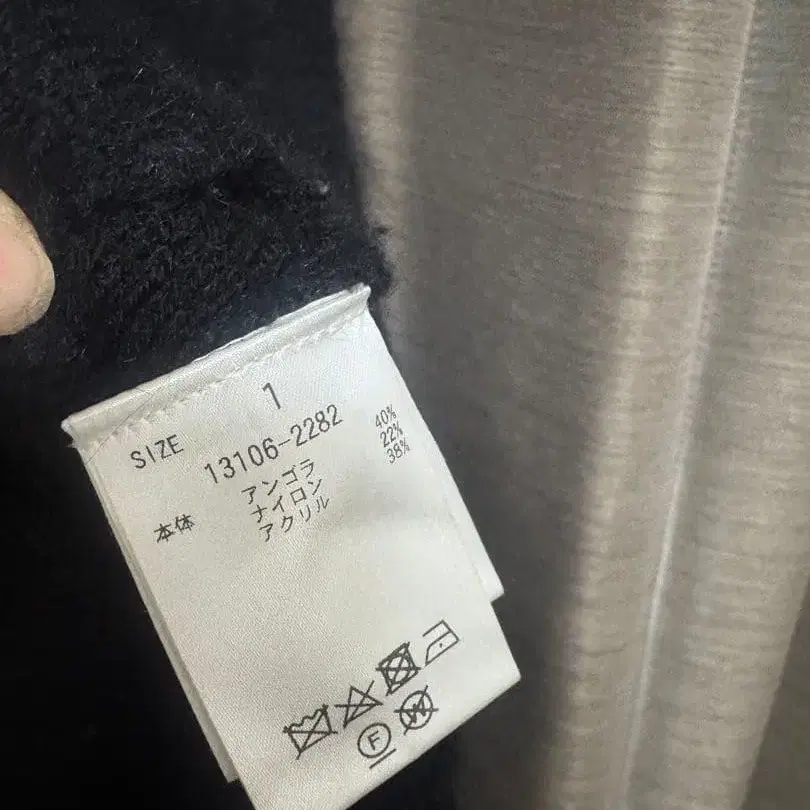 SIZE 1
13106-2282
本体 アンゴラ 40%
ナイロン 22%
アクリル 38%
F W